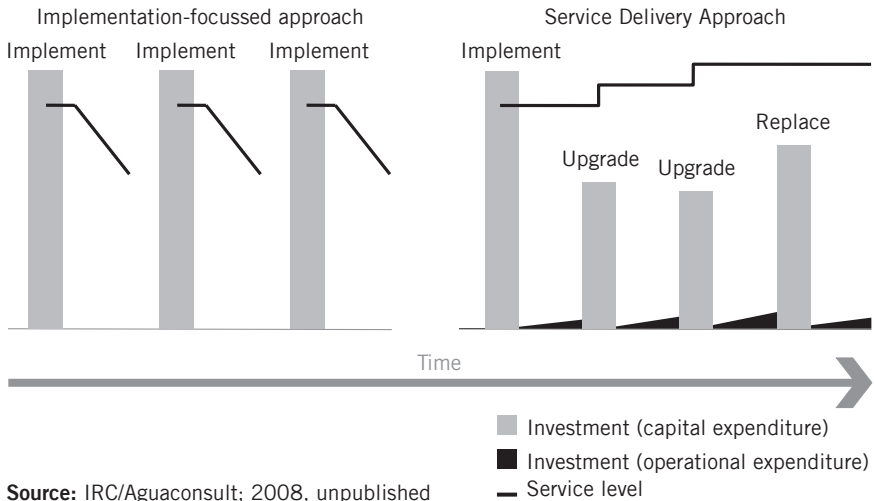 Implementation-focussed approach
Implement Implement Implement
Service Delivery Approach
Implement
Upgrade
Upgrade
Replace
Time
Investment (capital expenditure)
Investment (operational expenditure)
Service level
Source: IRC/Aguaconsult; 2008, unpublished